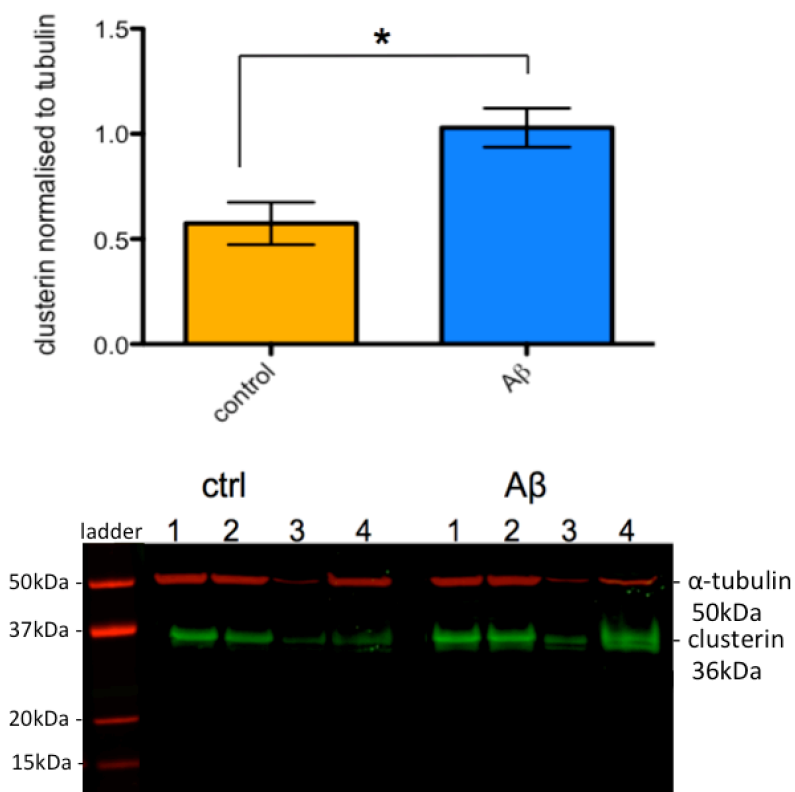 clusterin normalised to tubulin
1.5
1.0
0.5
0.0
*
control
Aβ
ctrl Aβ
ladder 1 2 3 4 1 2 3 4
50kDa - - α-tubulin
50kDa
37kDa - - clusterin
36kDa
20kDa -
15kDa -